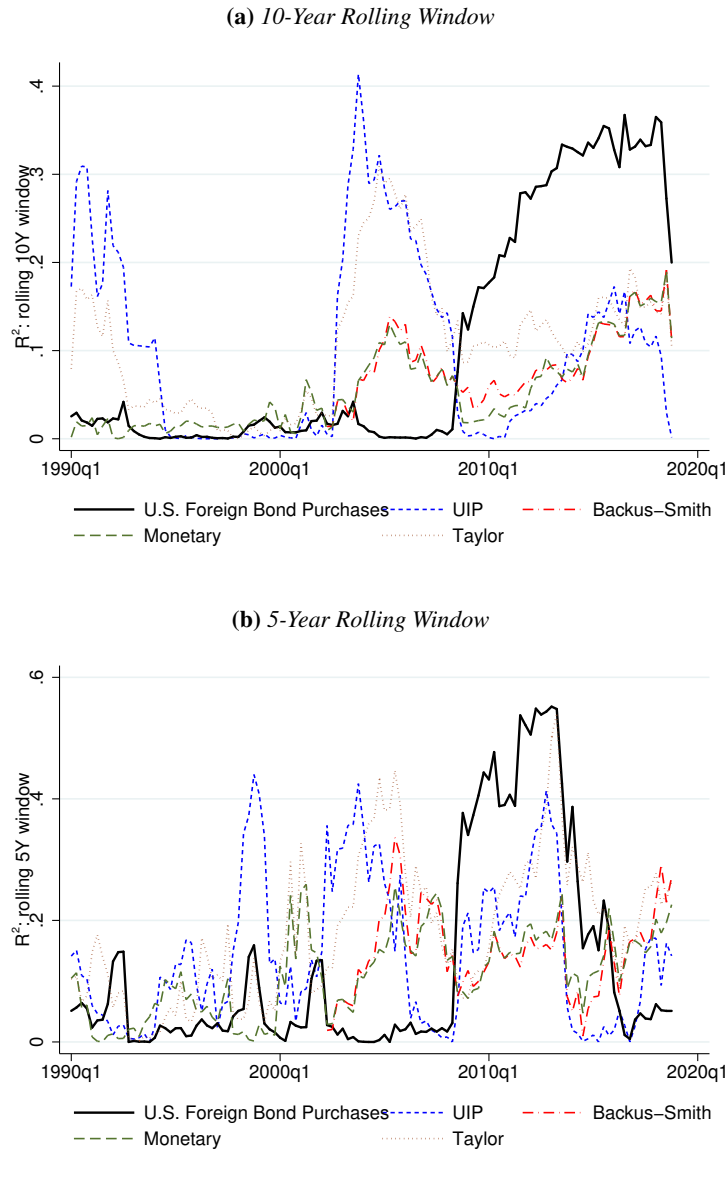 (a) 10-Year Rolling Window
R²: rolling 10Y window
.4
.3
.2
.1
0
1990q1 2000q1 2010q1 2020q1
U.S. Foreign Bond Purchases UIP Backus−Smith
Monetary Taylor
(b) 5-Year Rolling Window
R²: rolling 5Y window
.6
.4
.2
0
1990q1 2000q1 2010q1 2020q1
U.S. Foreign Bond Purchases UIP Backus−Smith
Monetary Taylor